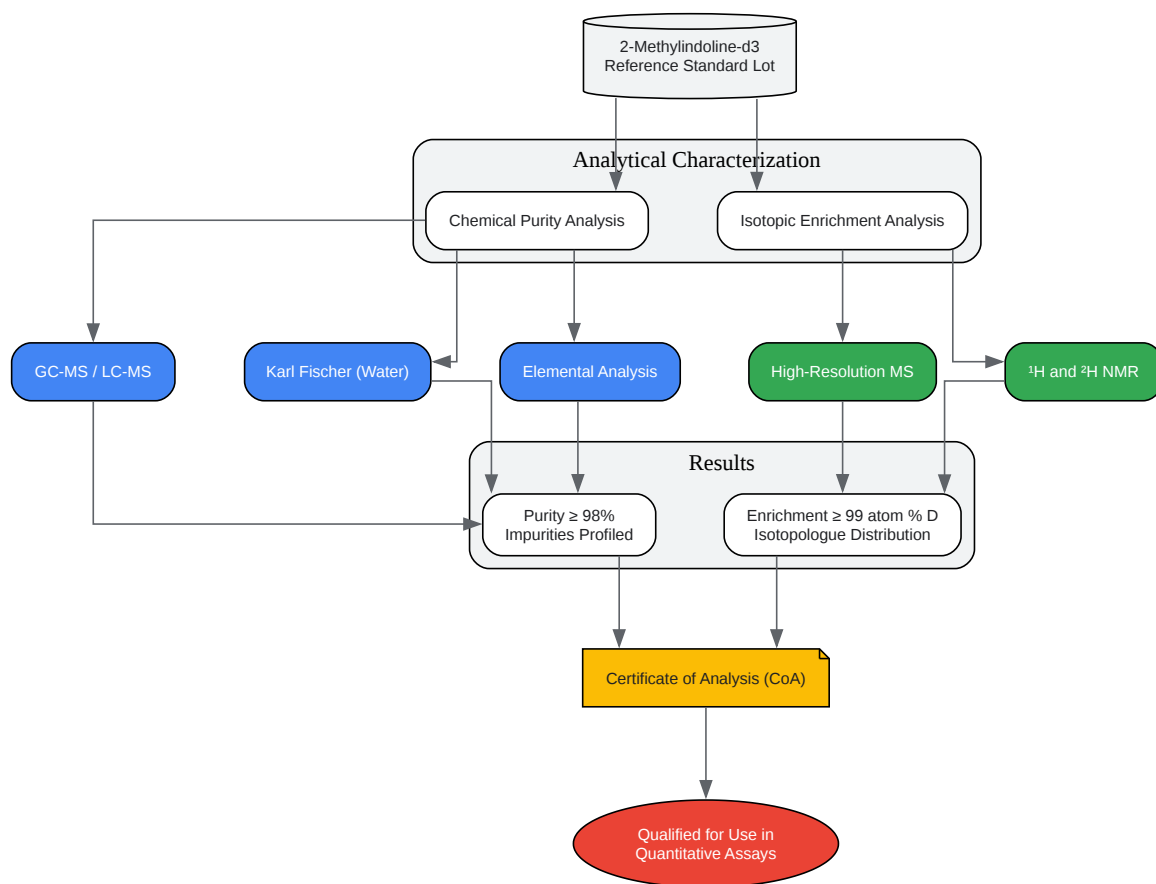 2-Methylindoline-d3
Reference Standard Lot
Analytical Characterization
Chemical Purity Analysis
Isotopic Enrichment Analysis
GC-MS / LC-MS
Karl Fischer (Water)
Elemental Analysis
High-Resolution MS
¹H and ²H NMR
Results
Purity ≥ 98%
Impurities Profiled
Enrichment ≥ 99 atom % D
Isotopologue Distribution
Certificate of Analysis (CoA)
Qualified for Use in
Quantitative Assays